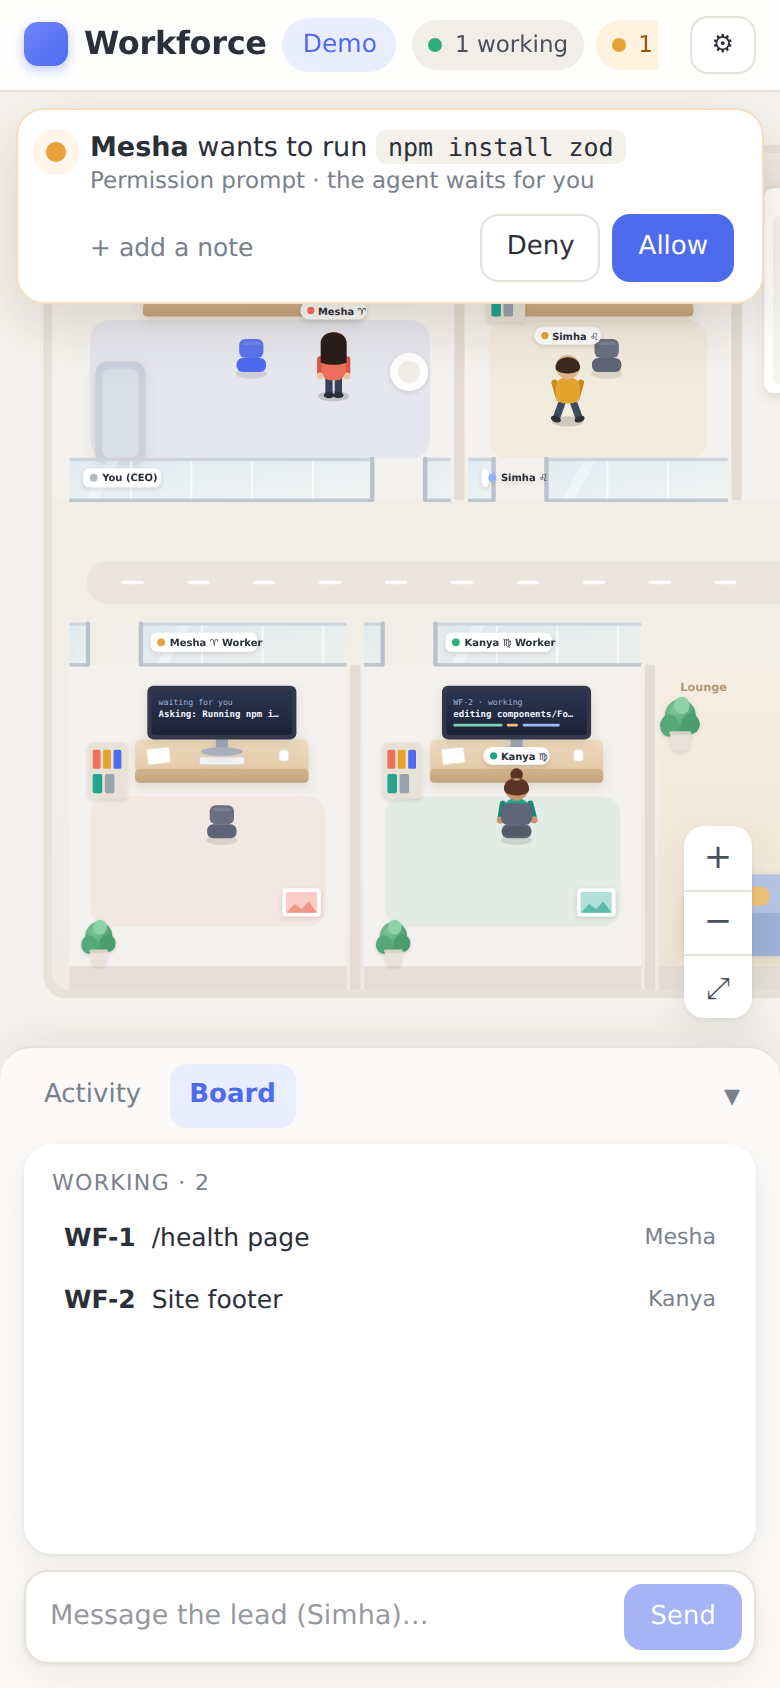 Workforce Demo 1 working 1
Mesha wants to run npm install zod
Permission prompt · the agent waits for you
+ add a note
Deny
Allow
Mesha ♈
Simha ♌
You (CEO)
Simha ♌
Mesha ♈ Worker
Kanya ♍ Worker
Lounge
waiting for you
Asking: Running npm i…
WF-2 · working
editing components/Fo…
Kanya ♍
+
−
Activity
Board
WORKING · 2
WF-1 /health page Mesha
WF-2 Site footer Kanya
Message the lead (Simha)…
Send